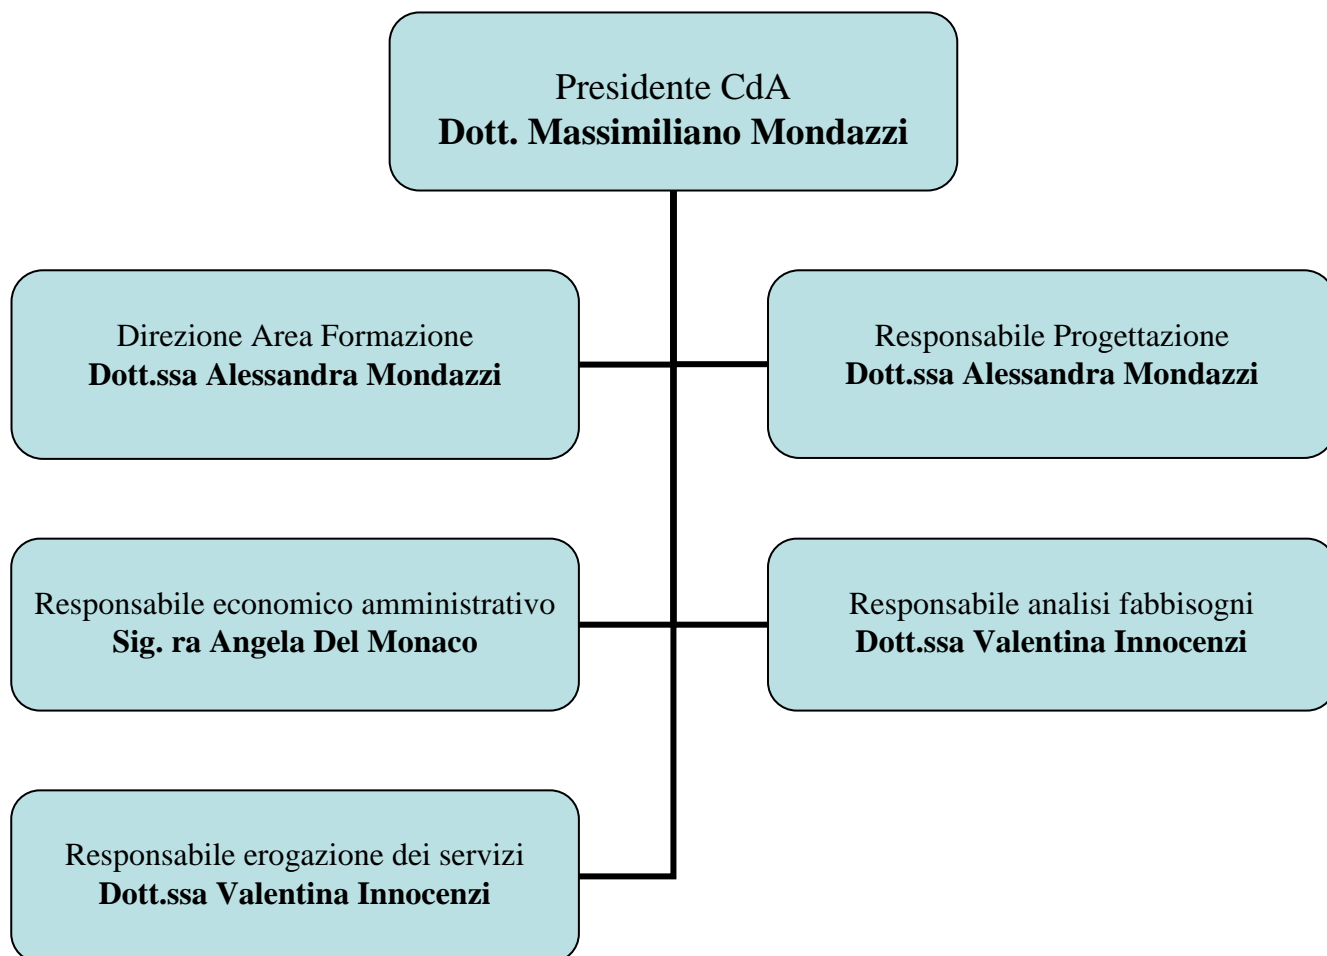 Presidente CdA
Dott. Massimiliano Mondazzi
Direzione Area Formazione
Dott.ssa Alessandra Mondazzi
Responsabile Progettazione
Dott.ssa Alessandra Mondazzi
Responsabile economico amministrativo
Sig. ra Angela Del Monaco
Responsabile analisi fabbisogni
Dott.ssa Valentina Innocenzi
Responsabile erogazione dei servizi
Dott.ssa Valentina Innocenzi